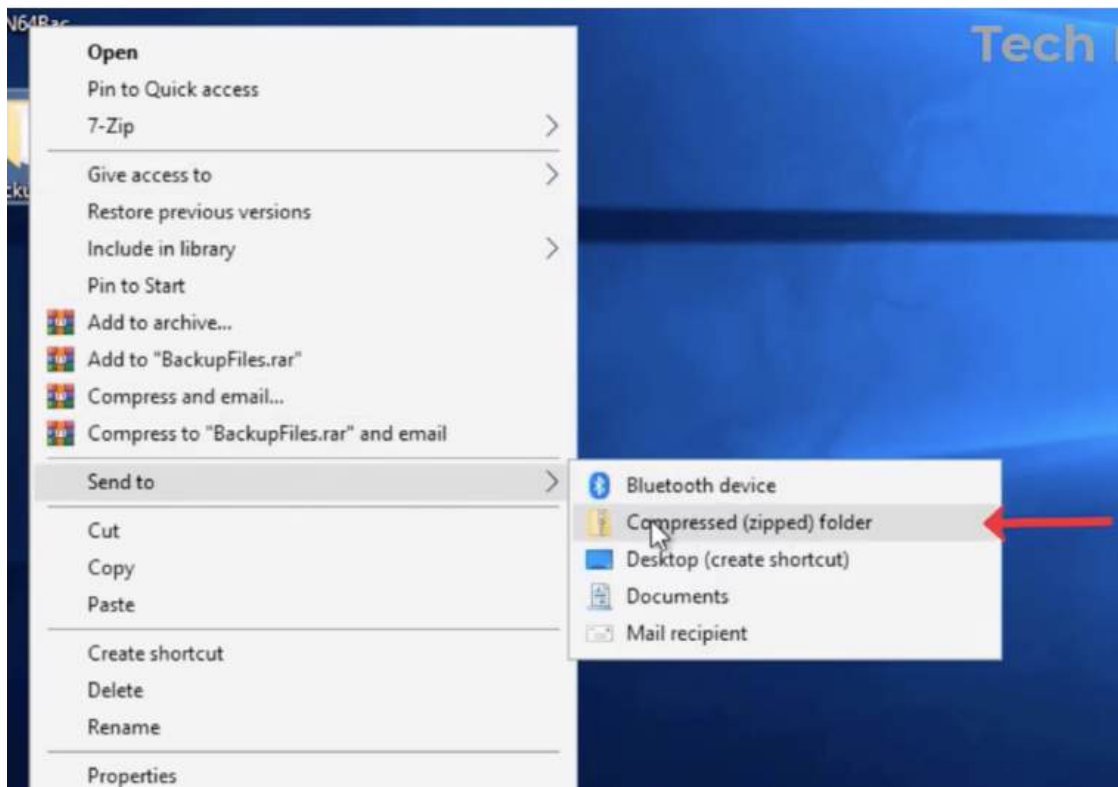 N64Bac
Tech
Open
Pin to Quick access
7-Zip
Give access to
Restore previous versions
Include in library
Pin to Start
Add to archive...
Add to "BackupFiles.rar"
Compress and email...
Compress to "BackupFiles.rar" and email
Send to
Cut
Copy
Paste
Create shortcut
Delete
Rename
Properties
Bluetooth device
Compressed (zipped) folder
Desktop (create shortcut)
Documents
Mail recipient